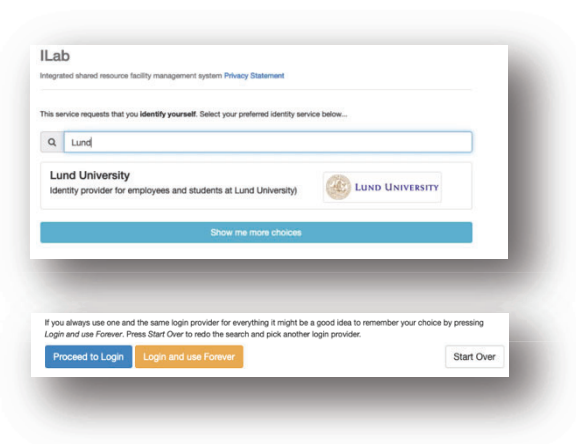 ILab
Integrated shared resource facility management system Privacy Statement
This service requests that you identify yourself. Select your preferred identity service below...
Lund
Lund University
Identity provider for employees and students at Lund University)
LUND UNIVERSITY
Show me more choices
If you always use one and the same login provider for everything it might be a good idea to remember your choice by pressing
Login and use Forever. Press Start Over to redo the search and pick another login provider.
Proceed to Login Login and use Forever Start Over